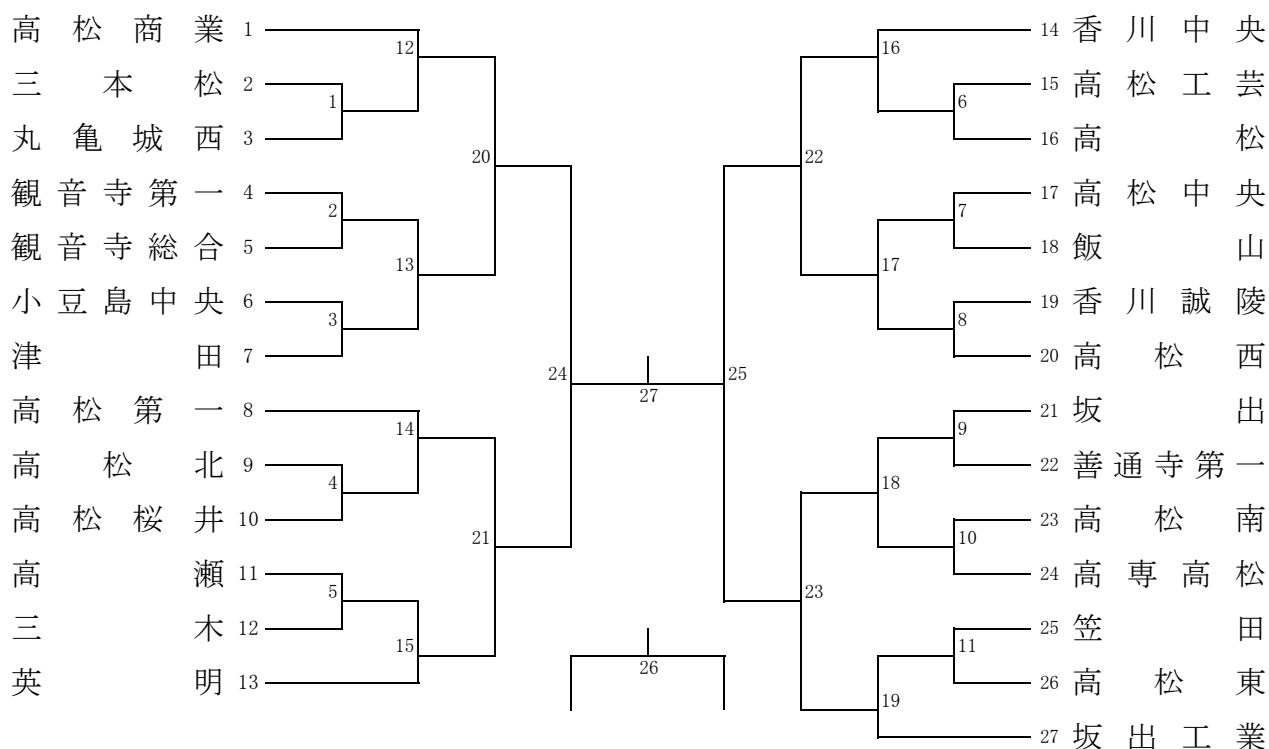 高松商業 1
12
三本松 2
1
丸亀城西 3
20
観音寺第一 4
2
観音寺総合 5
13
小豆島中央 6
3
津田 7
24
高松第一 8
14
高松北 9
4
高松桜井 10
21
高瀬 11
5
三木 12
15
英明 13
27
26
14 香川中央
16
15 高松工芸
6
16 高松
22
17 高松中央
7
18 飯山
17
19 香川誠陵
8
20 高松西
25
21 坂出
9
22 善通寺第一
18
23 高松南
10
24 高専高松
23
25 笠田
11
26 高松東
19
27 坂出工業